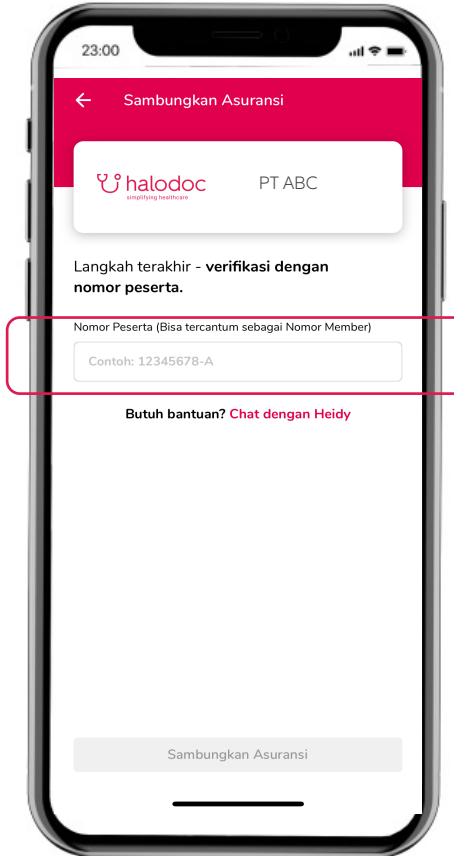 23:00
Sambungkan Asuransi
halodoc
simplifying healthcare
PT ABC
Langkah terakhir - verifikasi dengan
nomor peserta.
Nomor Peserta (Bisa tercantum sebagai Nomor Member)
Contoh: 12345678-A
Butuh bantuan? Chat dengan Heidy
Sambungkan Asuransi